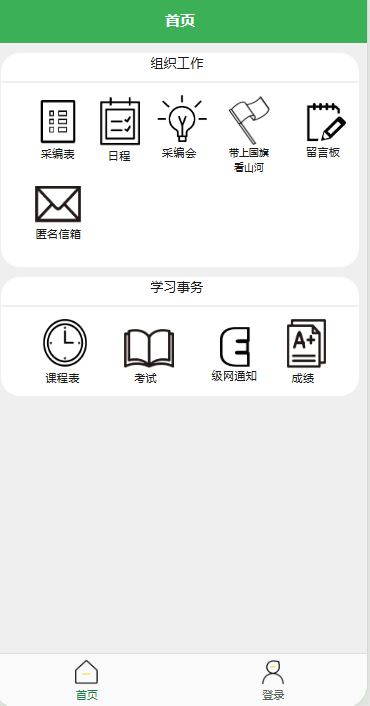 首页
组织工作
采编表
日程
采编会
带上国旗
看山河
留言板
匿名信箱
学习事务
课程表
考试
级网通知
A+
成绩
首页
登录